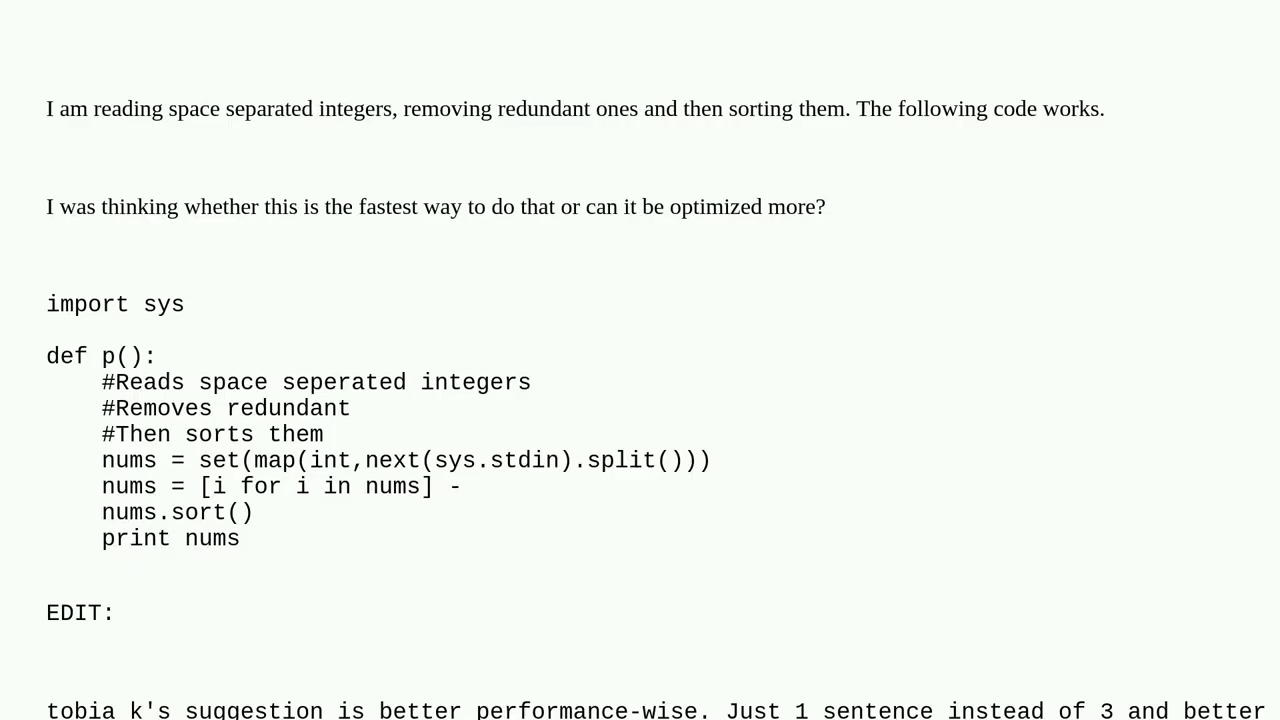 I am reading space separated integers, removing redundant ones and then sorting them. The following code works.
I was thinking whether this is the fastest way to do that or can it be optimized more?
import sys
def p():
    #Reads space seperated integers
    #Removes redundant
    #Then sorts them
    nums = set(map(int,next(sys.stdin).split()))
    nums = [i for i in nums] -
    nums.sort()
    print nums
EDIT:
tobia_k's suggestion is better performance-wise. Just 1 sentence instead of 3 and better